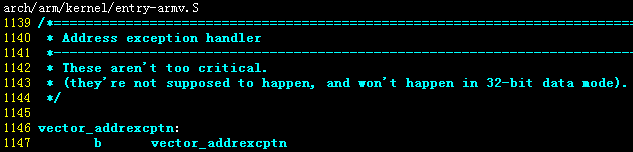 arch/arm/kernel/entry-armv.S
1139 /*=============================================================================
1140  * Address exception handler
1141  *-----------------------------------------------------------------------------
1142  * These aren't too critical.
1143  * (they're not supposed to happen, and won't happen in 32-bit data mode).
1144  */
1145
1146 vector_addrexcptn:
1147         b       vector_addrexcptn